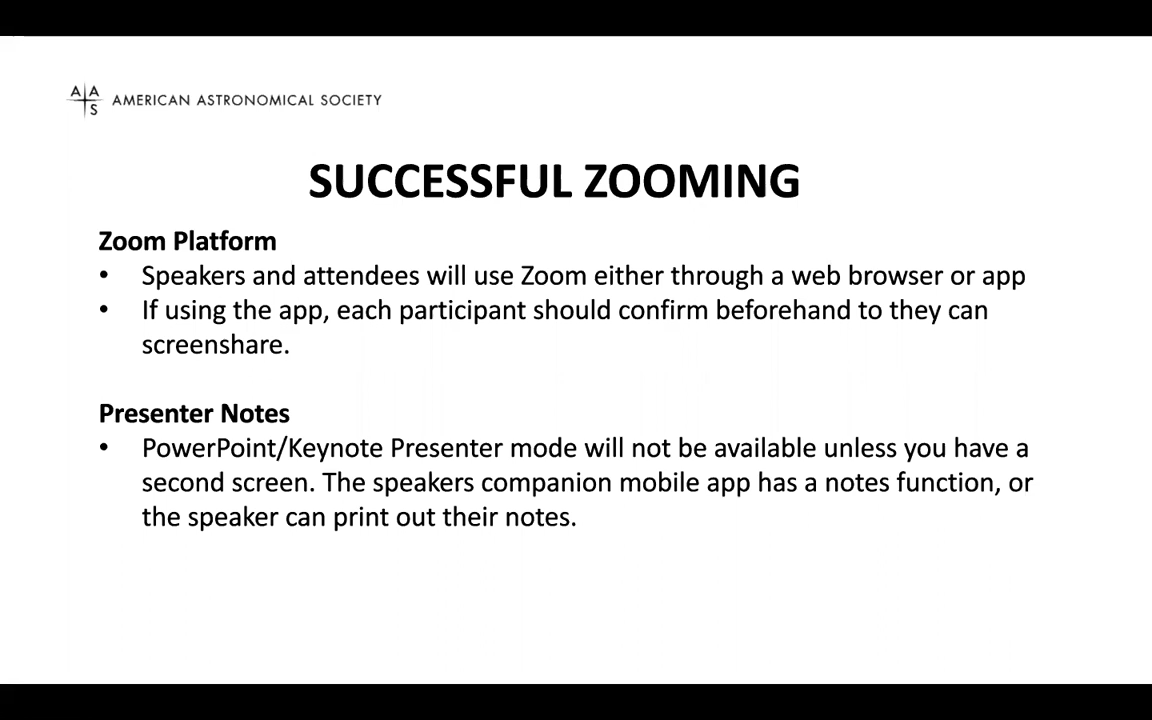 A A
S
AMERICAN ASTRONOMICAL SOCIETY
SUCCESSFUL ZOOMING
Zoom Platform
• Speakers and attendees will use Zoom either through a web browser or app
• If using the app, each participant should confirm beforehand to they can
screenshare.
Presenter Notes
• PowerPoint/Keynote Presenter mode will not be available unless you have a
second screen. The speakers companion mobile app has a notes function, or
the speaker can print out their notes.